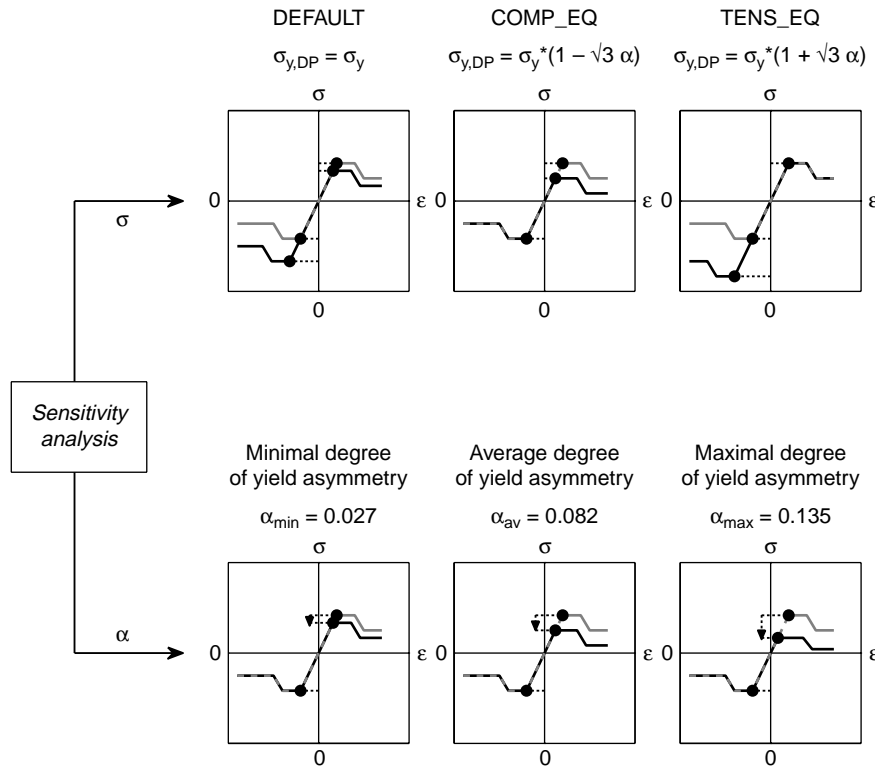 DEFAULT COMP_EQ TENS_EQ
σy,DP = σy σy,DP = σy*(1 – √3 α) σy,DP = σy*(1 + √3 α)
σ σ σ
0 ε 0 ε 0 ε
σ
0 0 0
Sensitivity
analysis
Minimal degree Average degree Maximal degree
of yield asymmetry of yield asymmetry of yield asymmetry
αmin = 0.027 αav = 0.082 αmax = 0.135
σ σ σ
α
0 ε 0 ε 0 ε
0 0 0